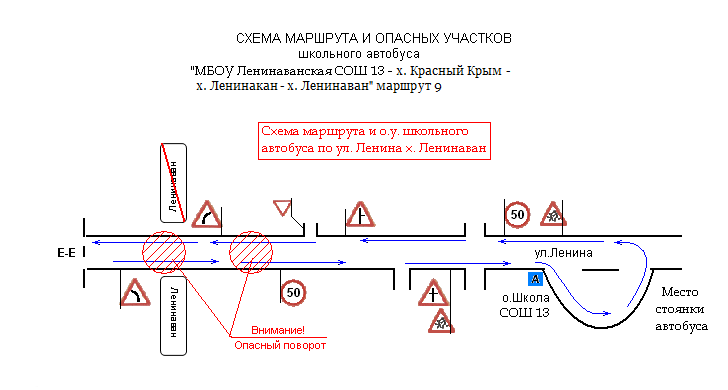 СХЕМА МАРШРУТА И ОПАСНЫХ УЧАСТКОВ
школьного автобуса
"МБОУ Ленинаванская СОШ 13 - х. Красный Крым -
х. Ленинакан - х. Ленинаван" маршрут 9
Схема маршрута и о.у. школьного
автобуса по ул. Ленина х. Ленинаван
Ленинаван
50
Е-Е
ул.Ленина
А
50
о.Школа
СОШ 13
Место
стоянки
автобуса
Ленинаван
Внимание!
Опасный поворот